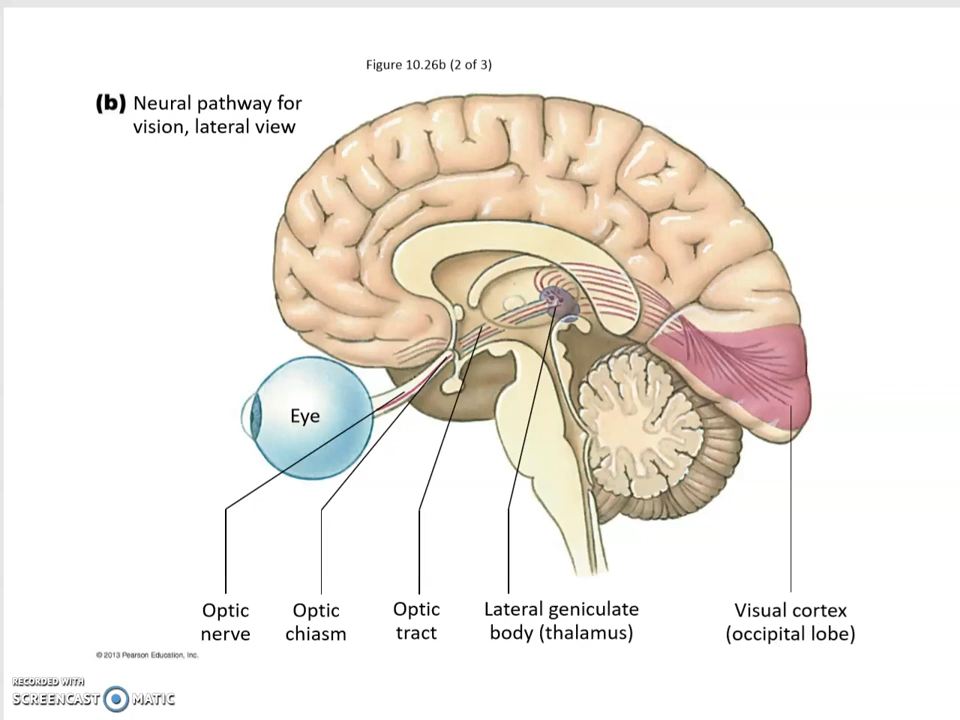 Figure 10.26b (2 of 3)
(b) Neural pathway for
vision, lateral view
Eye
Optic
nerve
Optic
chiasm
Optic
tract
Lateral geniculate
body (thalamus)
Visual cortex
(occipital lobe)
© 2013 Pearson Education, Inc.
RECORDED WITH
SCREENCAST MATIC